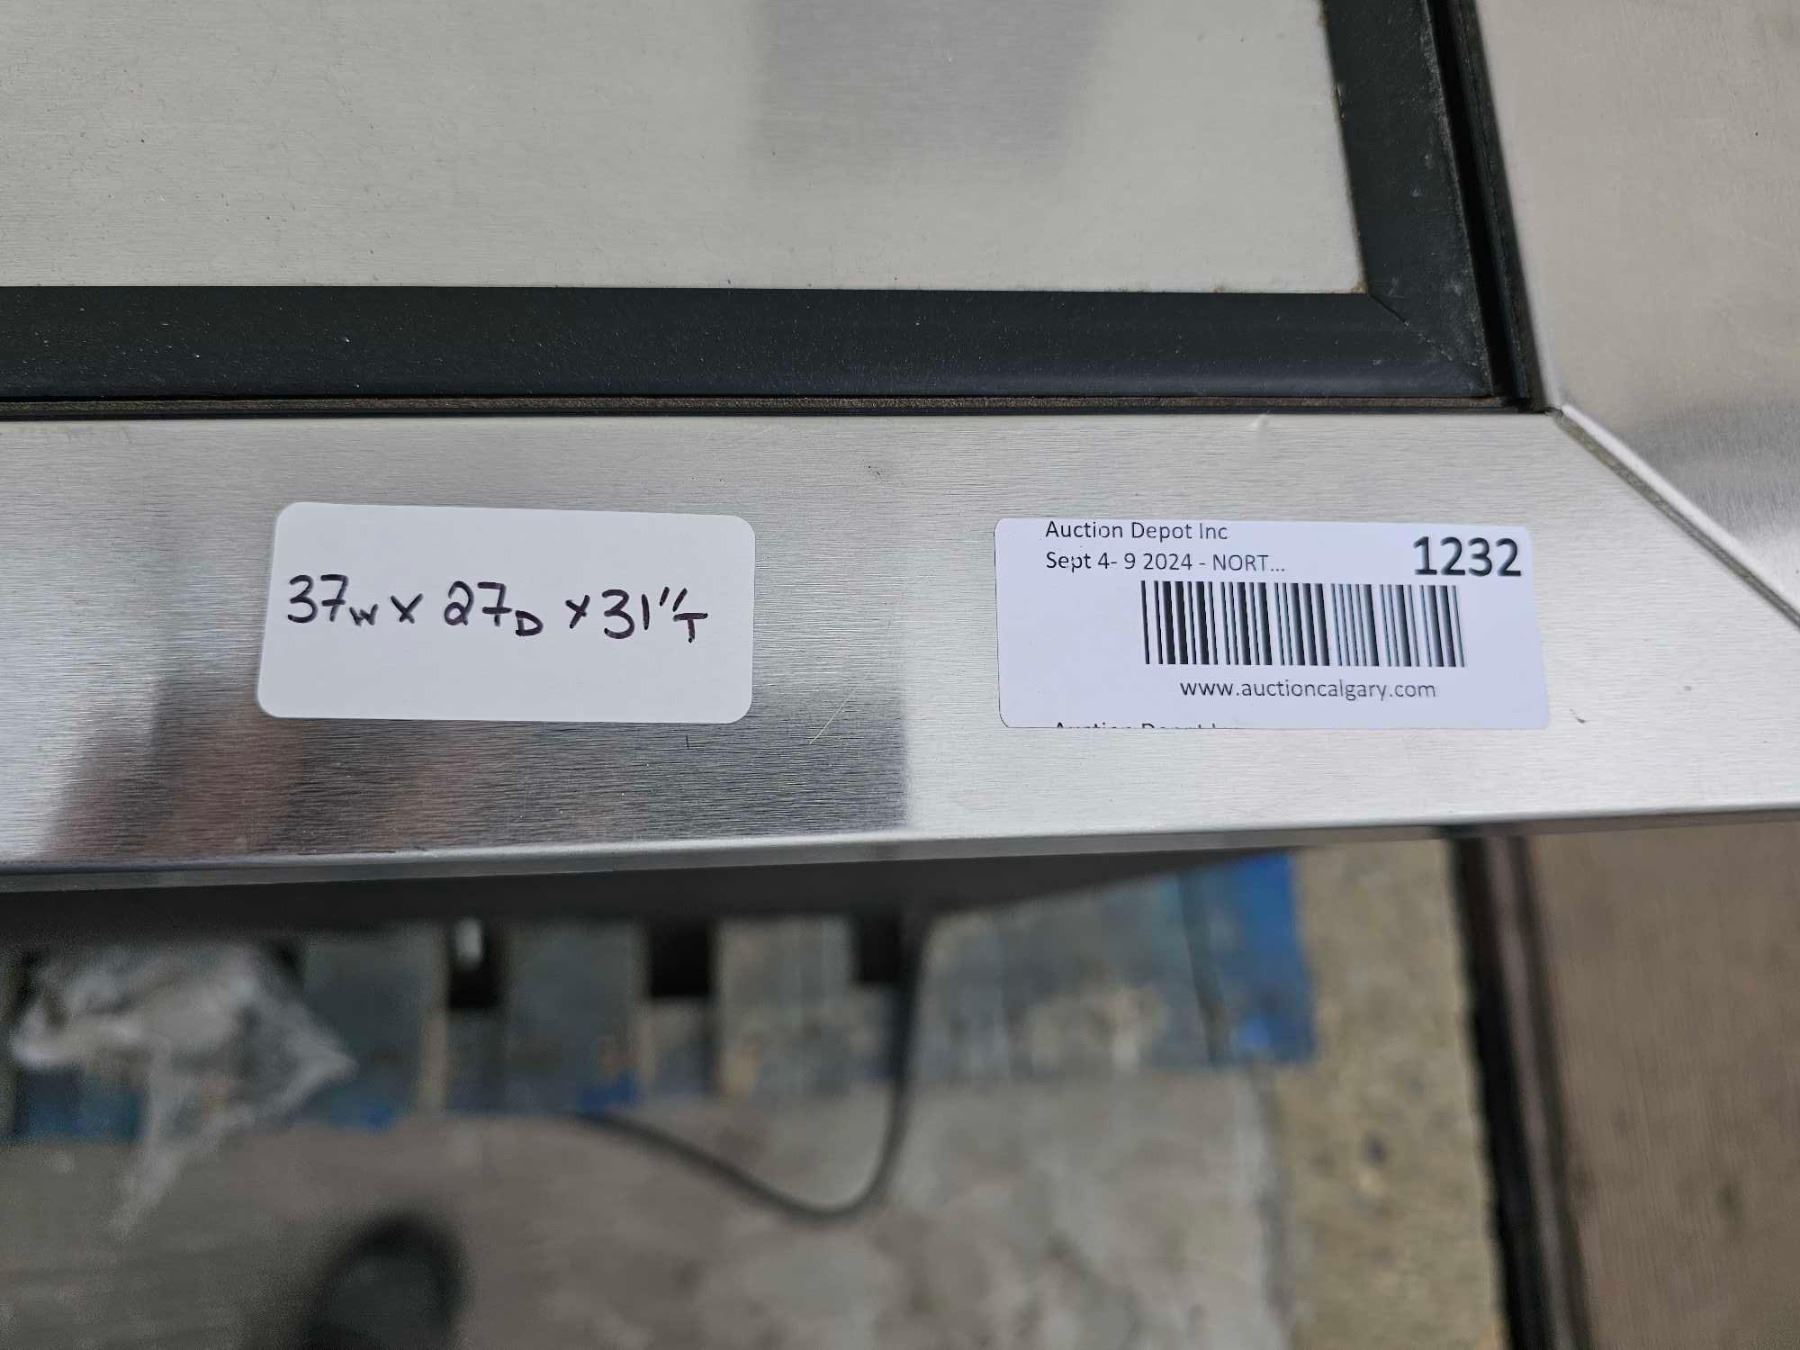 37W x 27D x 31"T
Auction Depot Inc
Sept 4- 9 2024 - NORT...
1232
www.auctioncalgary.com